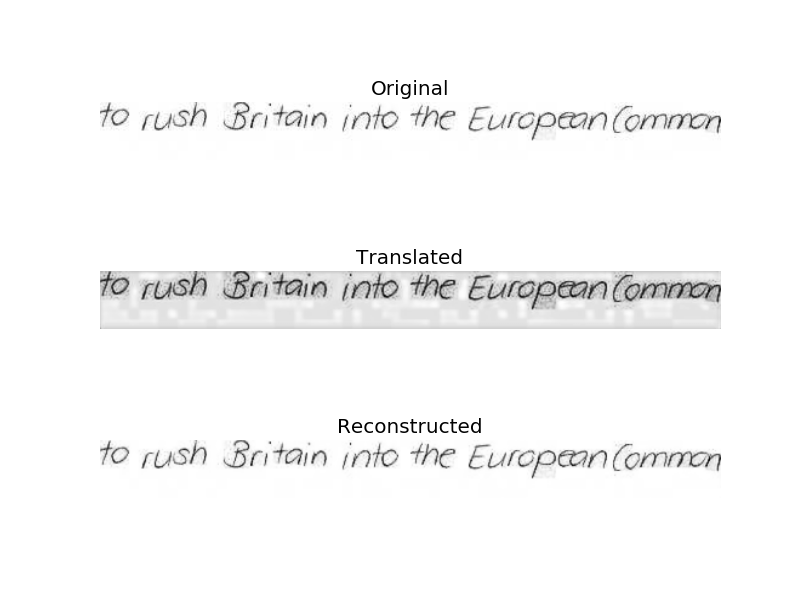 Original
to rush Britain into the European Common
Translated
to rush Britain into the European Common
Reconstructed
to rush Britain into the European Common